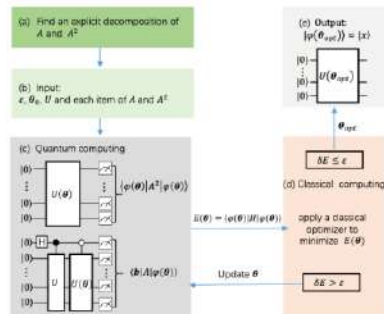 (a) Find an explicit decomposition of
A and A²
(b) Input:
ε, θ₀, U and each item of A and A²
(c) Quantum computing
|0⟩
|0⟩
⋮
U(θ)
⋮
|0⟩
|0⟩
⟨φ(θ)|A²|φ(θ)⟩
|0⟩ H
|0⟩
⋮
U
U(θ)
⋮
|0⟩
|0⟩
⟨b|A|φ(θ)⟩
E(θ) = ⟨φ(θ)|H|φ(θ)⟩
Update θ
(e) Output:
|φ(θₒₚₜ)⟩ = |x⟩
|0⟩
|0⟩
⋮
U(θₒₚₜ)
⋮
|0⟩
|0⟩
θₒₚₜ
δE ≤ ε
(d) Classical computing
apply a classical
optimizer to
minimize E(θ)
δE > ε